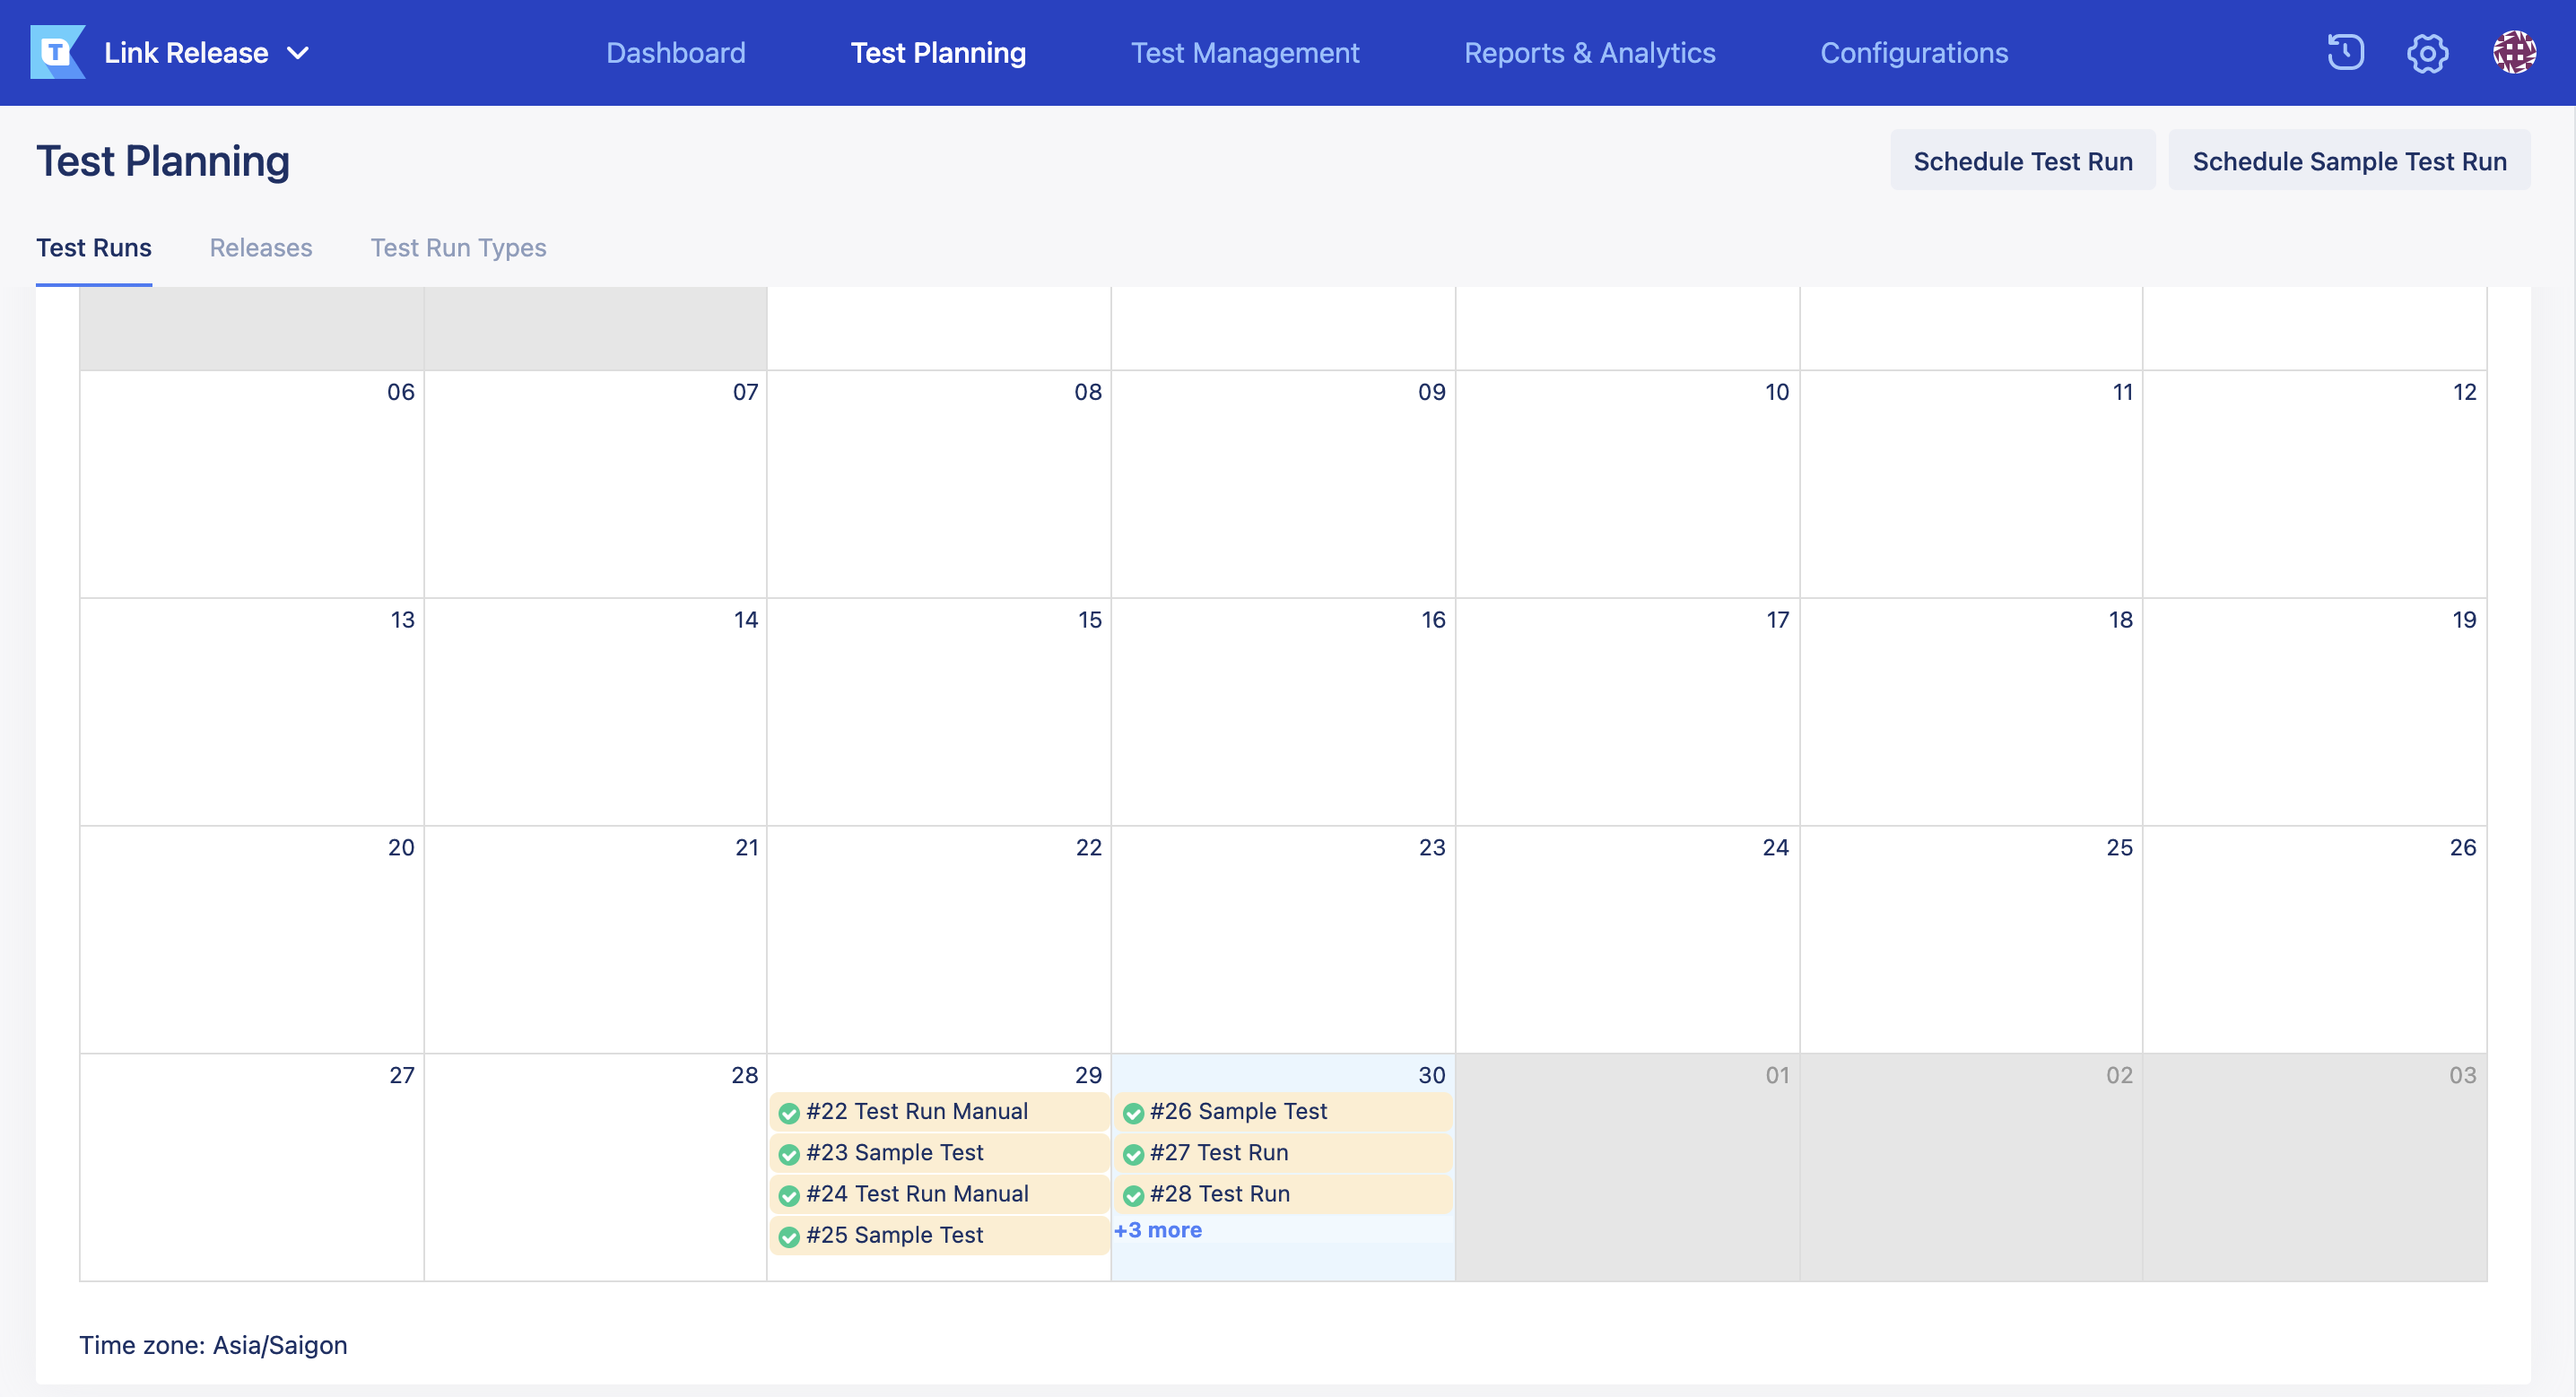 T Link Release
Dashboard
Test Planning
Test Management
Reports & Analytics
Configurations
Test Planning
Schedule Test Run
Schedule Sample Test Run
Test Runs
Releases
Test Run Types
06 07 08 09 10 11 12
13 14 15 16 17 18 19
20 21 22 23 24 25 26
27 28 29 30 01 02 03
#22 Test Run Manual
#23 Sample Test
#24 Test Run Manual
#25 Sample Test
#26 Sample Test
#27 Test Run
#28 Test Run
+3 more
Time zone: Asia/Saigon